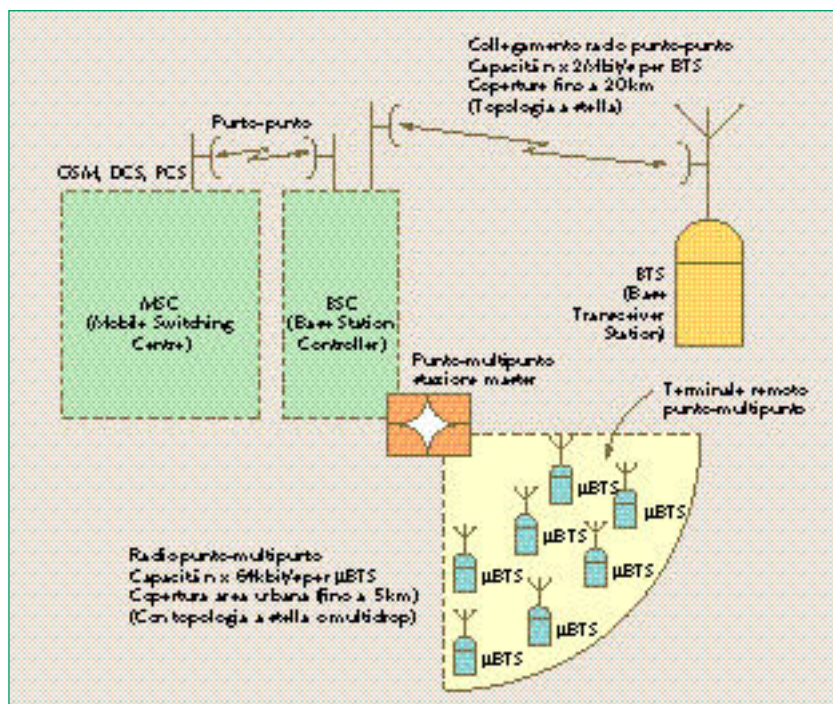 Collegamento radio punto-punto
Capacità n x 2Mbit/s per BTS
Coperture fino a 20km
(Topologia a stella)
Punto-punto
GSM, DCS, PCS
MSC
(Mobile Switching
Centre)
BSC
(Base Station
Controller)
BTS
(Base
Transceiver
Station)
Punto-multipunto
stazione master
Terminale remoto
punto-multipunto
µBTS
µBTS
µBTS
µBTS
µBTS
µBTS
µBTS
Radio punto-multipunto
Capacità n x 64kbit/s per µBTS
Copertura area urbana (fino a 5km)
(Con topologia a stella o multidrop)